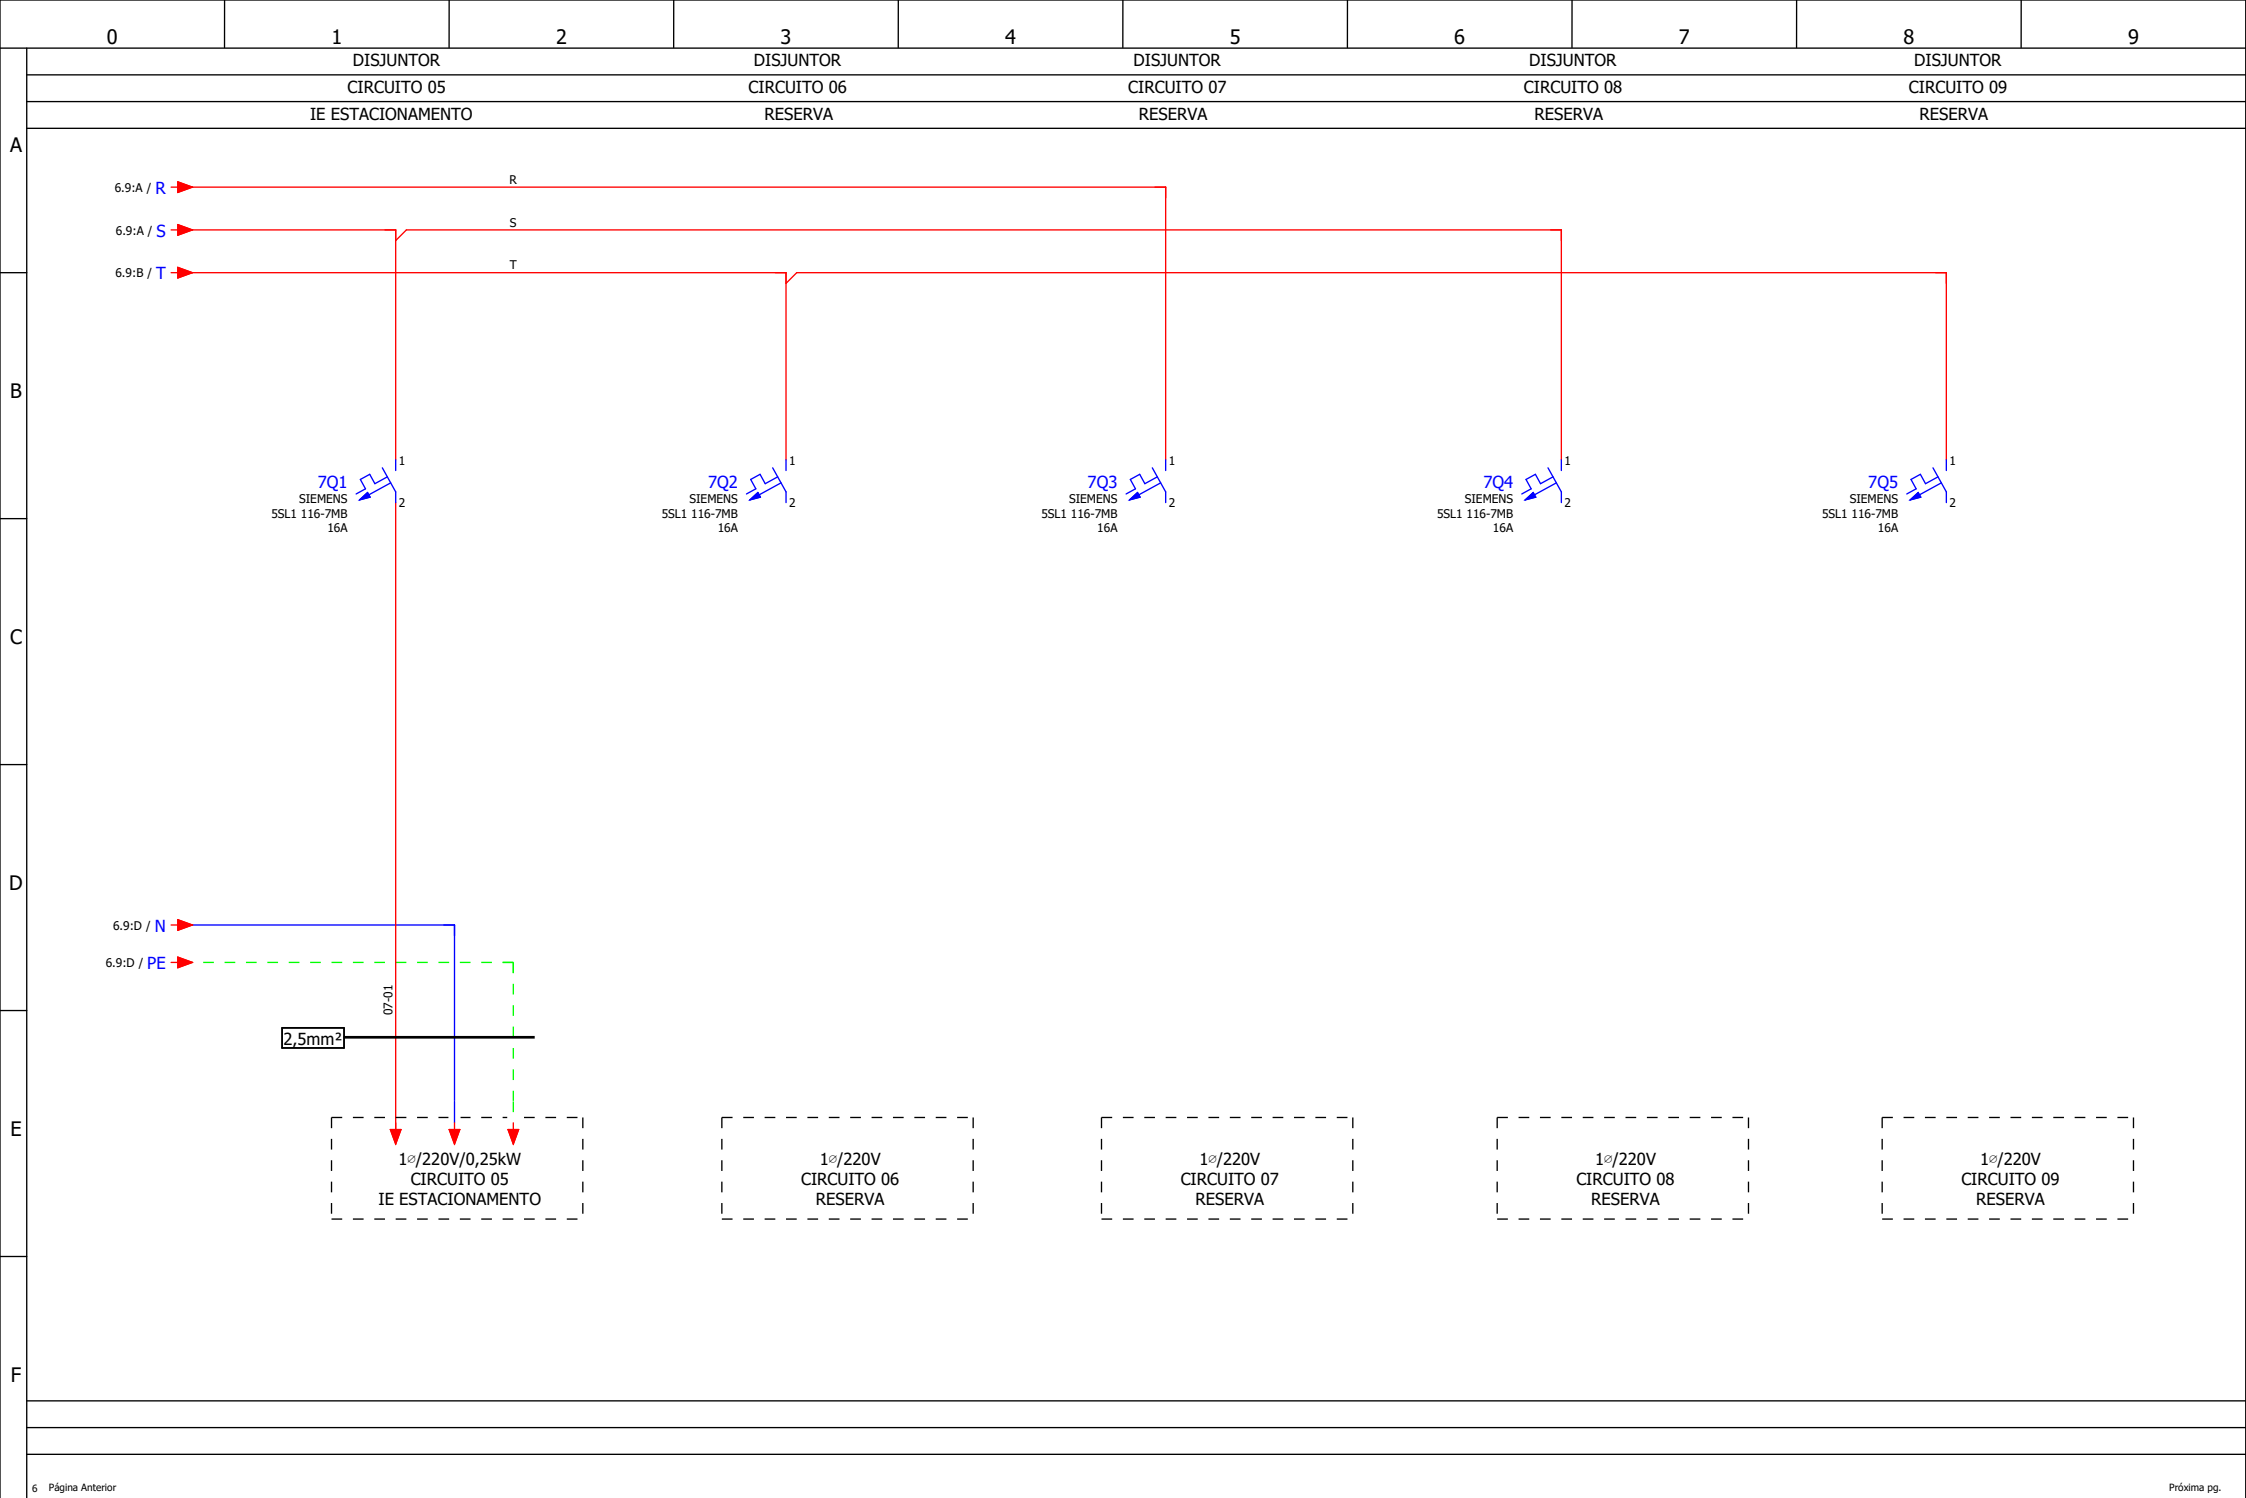 0 1 2 3 4 5 6 7 8 9
DISJUNTOR DISJUNTOR DISJUNTOR DISJUNTOR DISJUNTOR
CIRCUITO 05 CIRCUITO 06 CIRCUITO 07 CIRCUITO 08 CIRCUITO 09
IE ESTACIONAMENTO RESERVA RESERVA RESERVA RESERVA
A
6.9:A / R R
6.9:A / S S
6.9:B / T T
B
1 1 1 1 1
7Q1 7Q2 7Q3 7Q4 7Q5
SIEMENS SIEMENS SIEMENS SIEMENS SIEMENS
2 2 2 2 2
5SL1 116-7MB 5SL1 116-7MB 5SL1 116-7MB 5SL1 116-7MB 5SL1 116-7MB
16A 16A 16A 16A 16A
C
D
6.9:D / N
6.9:D / PE
07-01
2,5mm²
E
1⌀/220V/0,25kW 1⌀/220V 1⌀/220V 1⌀/220V 1⌀/220V
CIRCUITO 05 CIRCUITO 06 CIRCUITO 07 CIRCUITO 08 CIRCUITO 09
IE ESTACIONAMENTO RESERVA RESERVA RESERVA RESERVA
F
6 Página Anterior Próxima pg.